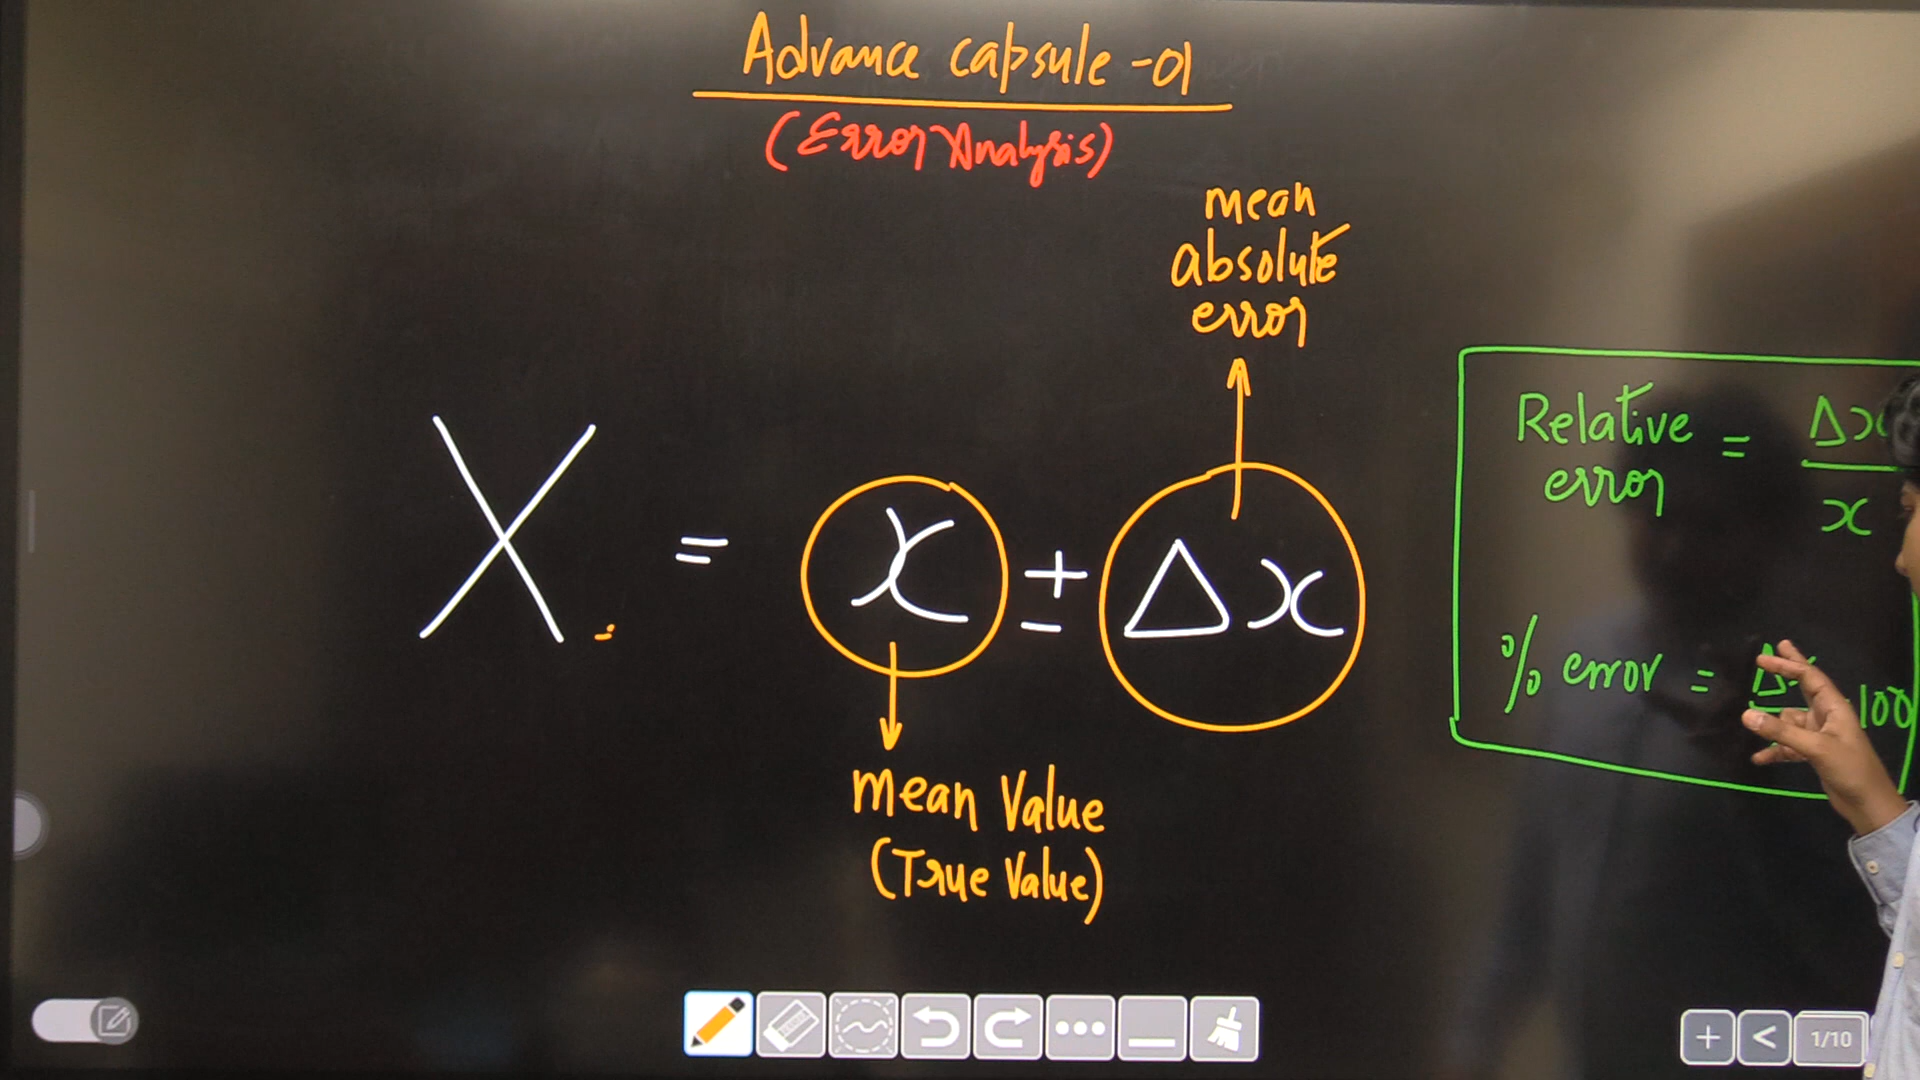 Advance capsule -01
(Error Analysis)
mean
absolute
error
X = x ± Δx
mean Value
(True Value)
Relative error = Δx / x
% error = 100
1/10